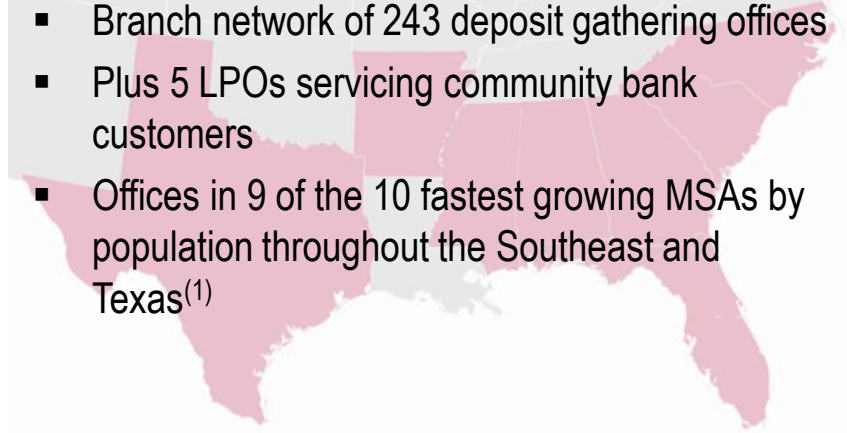 ▪ Branch network of 243 deposit gathering offices
▪ Plus 5 LPOs servicing community bank
customers
▪ Offices in 9 of the 10 fastest growing MSAs by
population throughout the Southeast and
Texas(1)